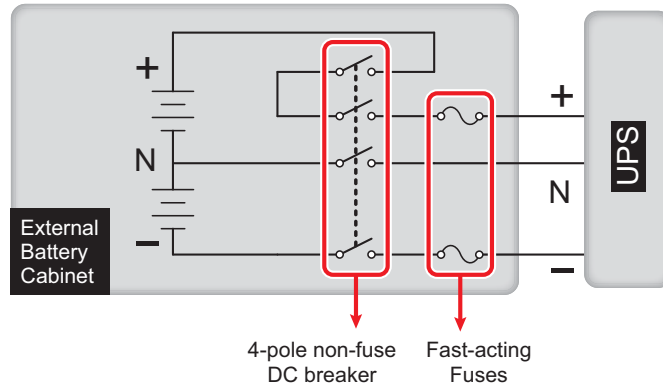 +
+
N
UPS
N
External
Battery
Cabinet
−
−
4-pole non-fuse
DC breaker
Fast-acting
Fuses